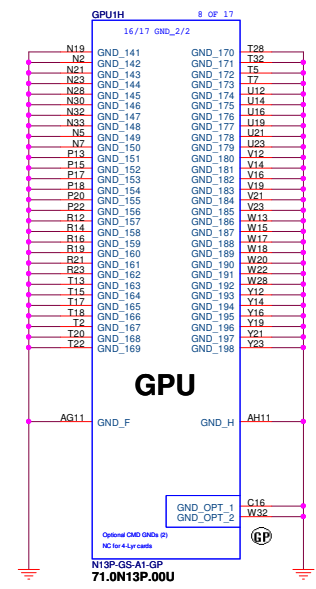 GPU1H 8 OF 17
16/17 GND_2/2
N19 GND_141 GND_170 T28
N2 GND_142 GND_171 T32
N21 GND_143 GND_172 T5
N23 GND_144 GND_173 T7
N28 GND_145 GND_174 U12
N30 GND_146 GND_175 U14
N32 GND_147 GND_176 U16
N33 GND_148 GND_177 U19
N5 GND_149 GND_178 U21
N7 GND_150 GND_179 U23
P13 GND_151 GND_180 V12
P15 GND_152 GND_181 V14
P17 GND_153 GND_182 V16
P18 GND_154 GND_183 V19
P20 GND_155 GND_184 V21
P22 GND_156 GND_185 V23
R12 GND_157 GND_186 W13
R14 GND_158 GND_187 W15
R16 GND_159 GND_188 W17
R19 GND_160 GND_189 W18
R21 GND_161 GND_190 W20
R23 GND_162 GND_191 W22
T13 GND_163 GND_192 W28
T15 GND_164 GND_193 Y12
T17 GND_165 GND_194 Y14
T18 GND_166 GND_195 Y16
T2 GND_167 GND_196 Y19
T20 GND_168 GND_197 Y21
T22 GND_169 GND_198 Y23
GPU
AG11 GND_F GND_H AH11
GND_OPT_1 C16
GND_OPT_2 W32
Optional CMD GNDs (2)
NC for 4-Lyr cards
GP
N13P-GS-A1-GP
71.0N13P.00U